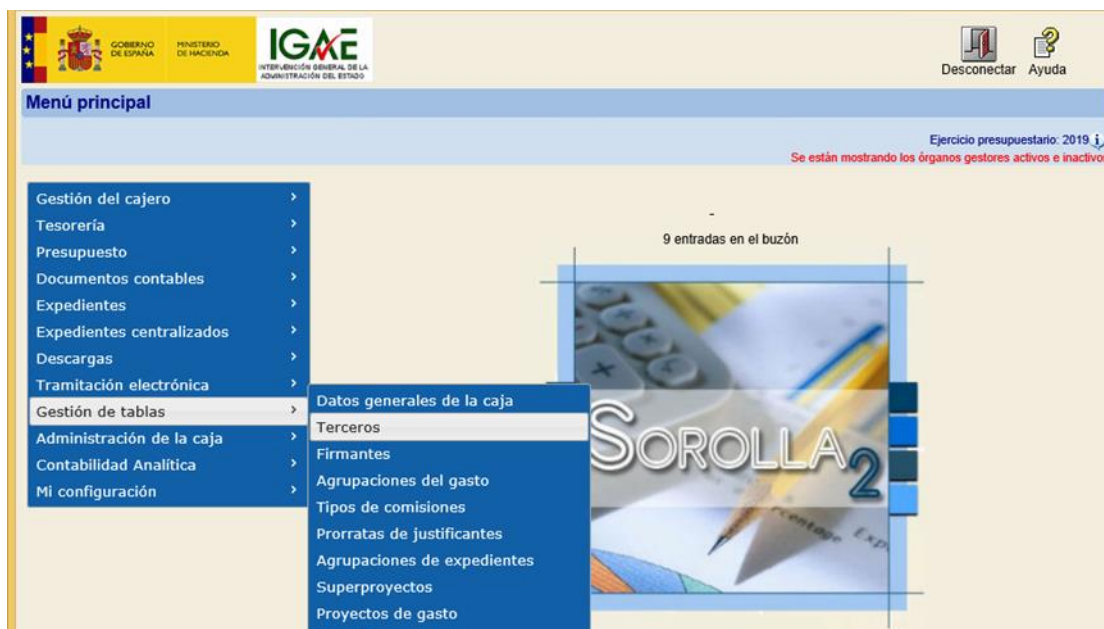 GOBIERNO
DE ESPAÑA
MINISTERIO
DE HACIENDA
IGAE
INTERVENCIÓN GENERAL DE LA
ADMINISTRACIÓN DEL ESTADO
Desconectar Ayuda
Menú principal
Ejercicio presupuestario: 2019
Se están mostrando los órganos gestores activos e inactivo
Gestión del cajero
Tesorería
Presupuesto
Documentos contables
Expedientes
Expedientes centralizados
Descargas
Tramitación electrónica
Gestión de tablas
Administración de la caja
Contabilidad Analítica
Mi configuración
Datos generales de la caja
Terceros
Firmantes
Agrupaciones del gasto
Tipos de comisiones
Prorratas de justificantes
Agrupaciones de expedientes
Superproyectos
Proyectos de gasto
-
9 entradas en el buzón
SOROLLA2